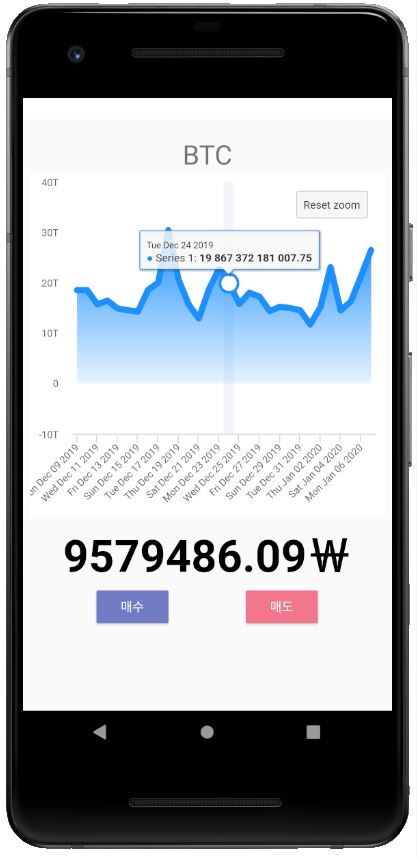 BTC
40T
Reset zoom
30T
Tue Dec 24 2019
Series 1: 19 867 372 181 007.75
20T
10T
0
-10T
on Dec 09 2019
Wed Dec 11 2019
Fri Dec 13 2019
Sun Dec 15 2019
Tue Dec 17 2019
Thu Dec 19 2019
Sat Dec 21 2019
Mon Dec 23 2019
Wed Dec 25 2019
Fri Dec 27 2019
Sun Dec 29 2019
Tue Dec 31 2019
Thu Jan 02 2020
Sat Jan 04 2020
Mon Jan 06 2020
9579486.09₩
매수 매도